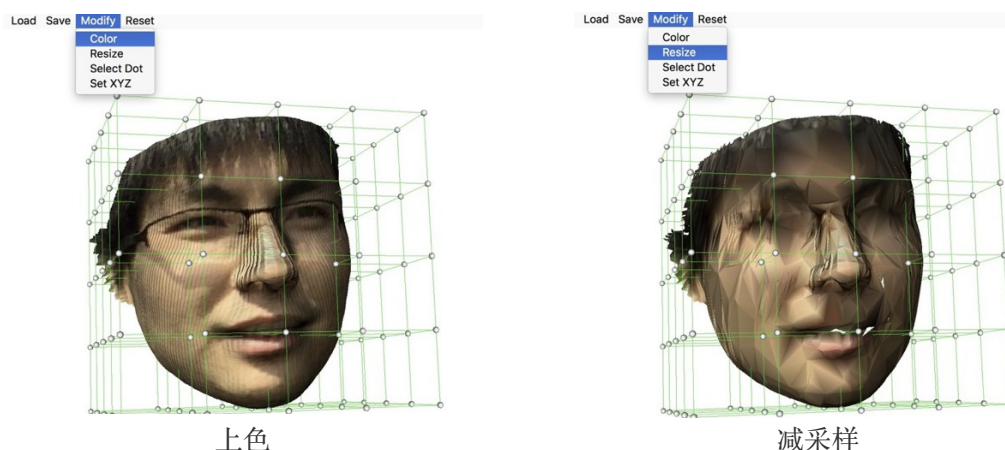 Load Save Modify Reset
Color
Resize
Select Dot
Set XYZ
上色
Load Save Modify Reset
Color
Resize
Select Dot
Set XYZ
减采样